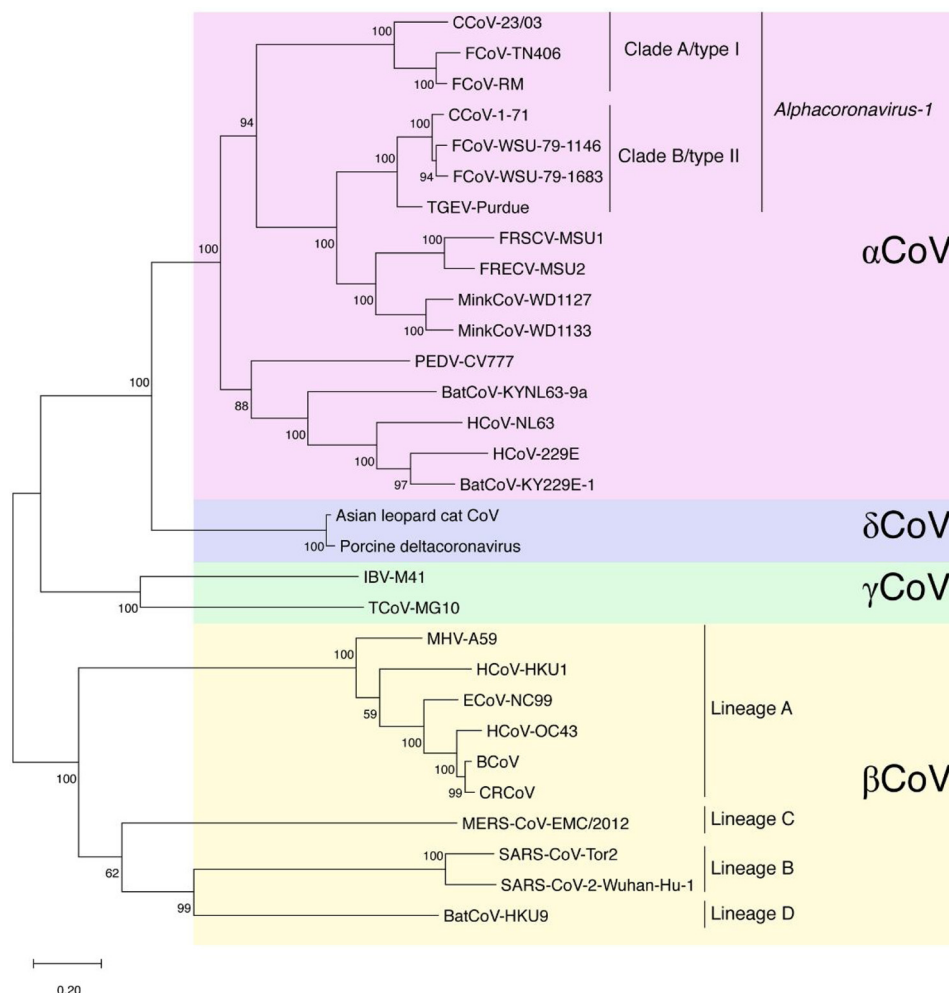 CCoV-23/03
100
FCoV-TN406
Clade A/type I
100
FCoV-RM
Alphacoronavirus-1
CCoV-1-71
100
94
FCoV-WSU-79-1146
100
Clade B/type II
94
FCoV-WSU-79-1683
TGEV-Purdue
100
FRSCV-MSU1
100
100
αCoV
FRECV-MSU2
100
MinkCoV-WD1127
100
MinkCoV-WD1133
PEDV-CV777
100
88
BatCoV-KYNL63-9a
100
HCoV-NL63
100
HCoV-229E
97
BatCoV-KY229E-1
Asian leopard cat CoV
δCoV
100
Porcine deltacoronavirus
IBV-M41
γCoV
100
TCoV-MG10
MHV-A59
100
HCoV-HKU1
59
ECoV-NC99
Lineage A
100
HCoV-OC43
100
BCoV
βCoV
100
99
CRCoV
MERS-CoV-EMC/2012
Lineage C
100
SARS-CoV-Tor2
62
Lineage B
SARS-CoV-2-Wuhan-Hu-1
99
BatCoV-HKU9
Lineage D
0.20